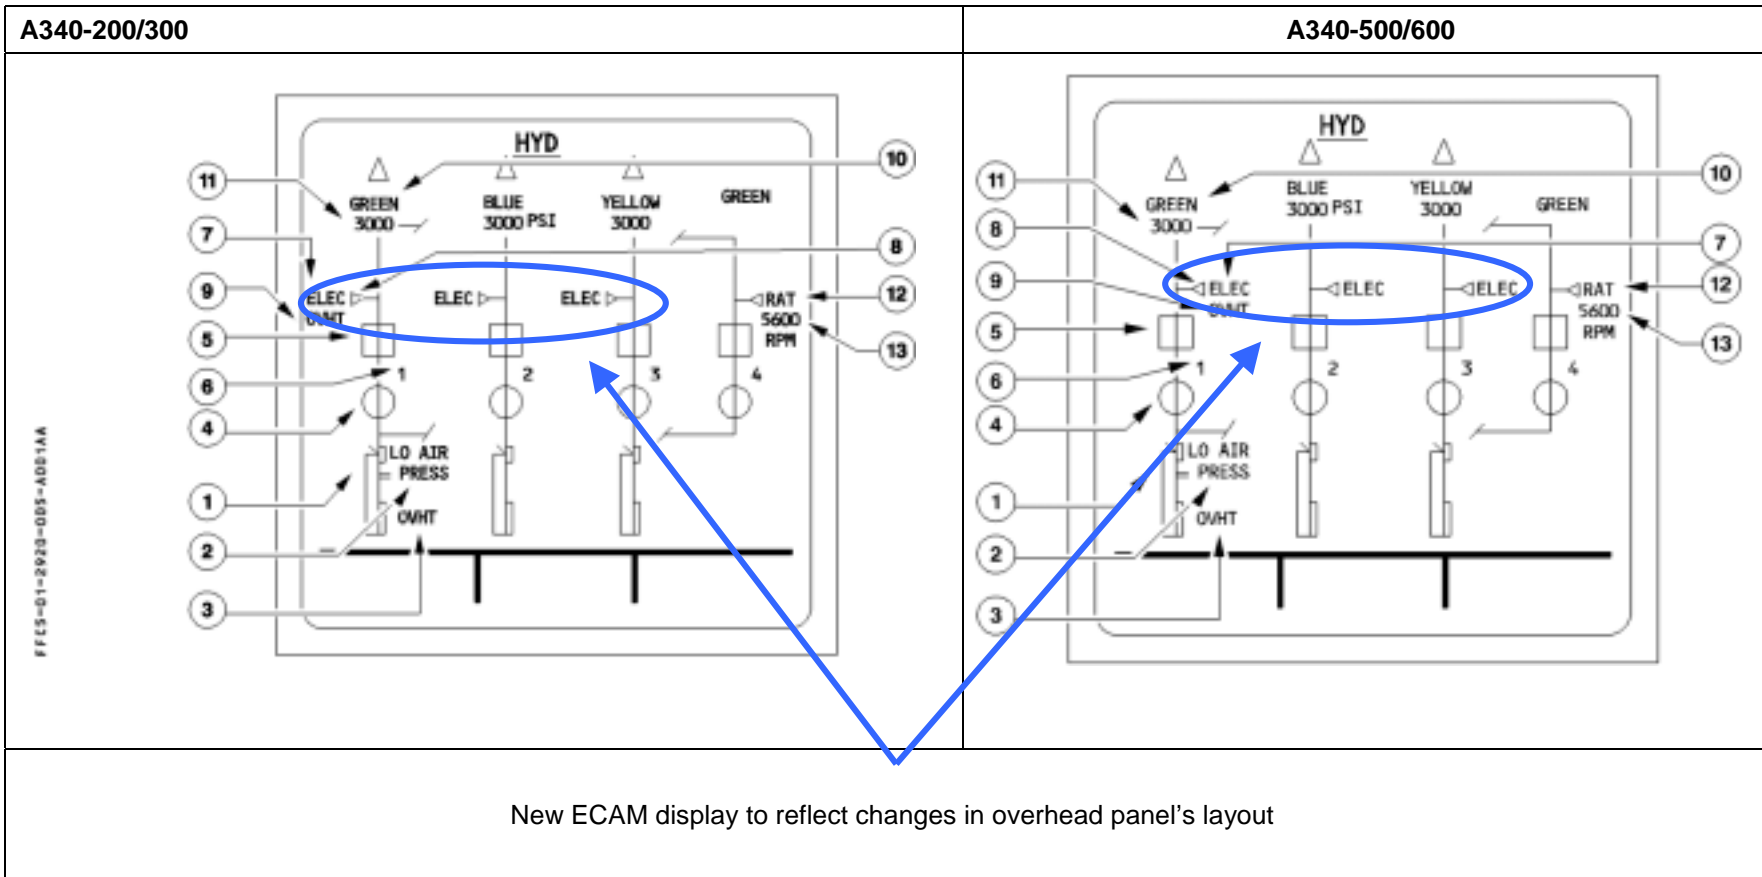 A340-200/300
A340-500/600
HYD
GREEN
3000
BLUE
3000 PSI
YELLOW
3000
GREEN
ELEC
OVHT
ELEC
ELEC
RAT
5600
RPM
1
2
3
4
LO AIR
PRESS
OVHT
11
7
9
5
6
4
1
2
3
10
8
12
13
HYD
GREEN
3000
BLUE
3000 PSI
YELLOW
3000
GREEN
ELEC
OVHT
ELEC
ELEC
RAT
5600
RPM
1
2
3
4
LO AIR
PRESS
OVHT
11
8
9
5
6
4
1
2
3
10
7
12
13
New ECAM display to reflect changes in overhead panel's layout